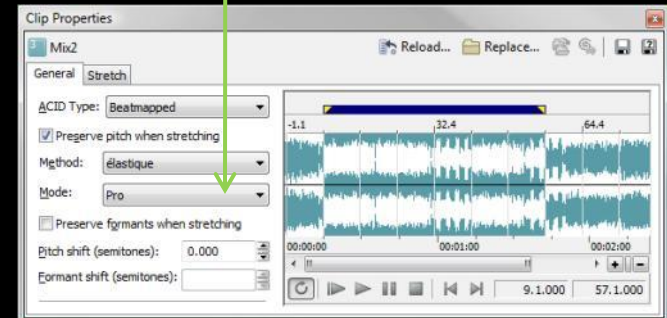 Clip Properties
Mix2 Reload... Replace...
General Stretch
ACID Type: Beatmapped
Preserve pitch when stretching
Method: élastique
Mode: Pro
Preserve formants when stretching
Pitch shift (semitones): 0.000
Formant shift (semitones):
-1.1 32.4 64.4
00:00:00 00:01:00 00:02:00
9.1.000 57.1.000